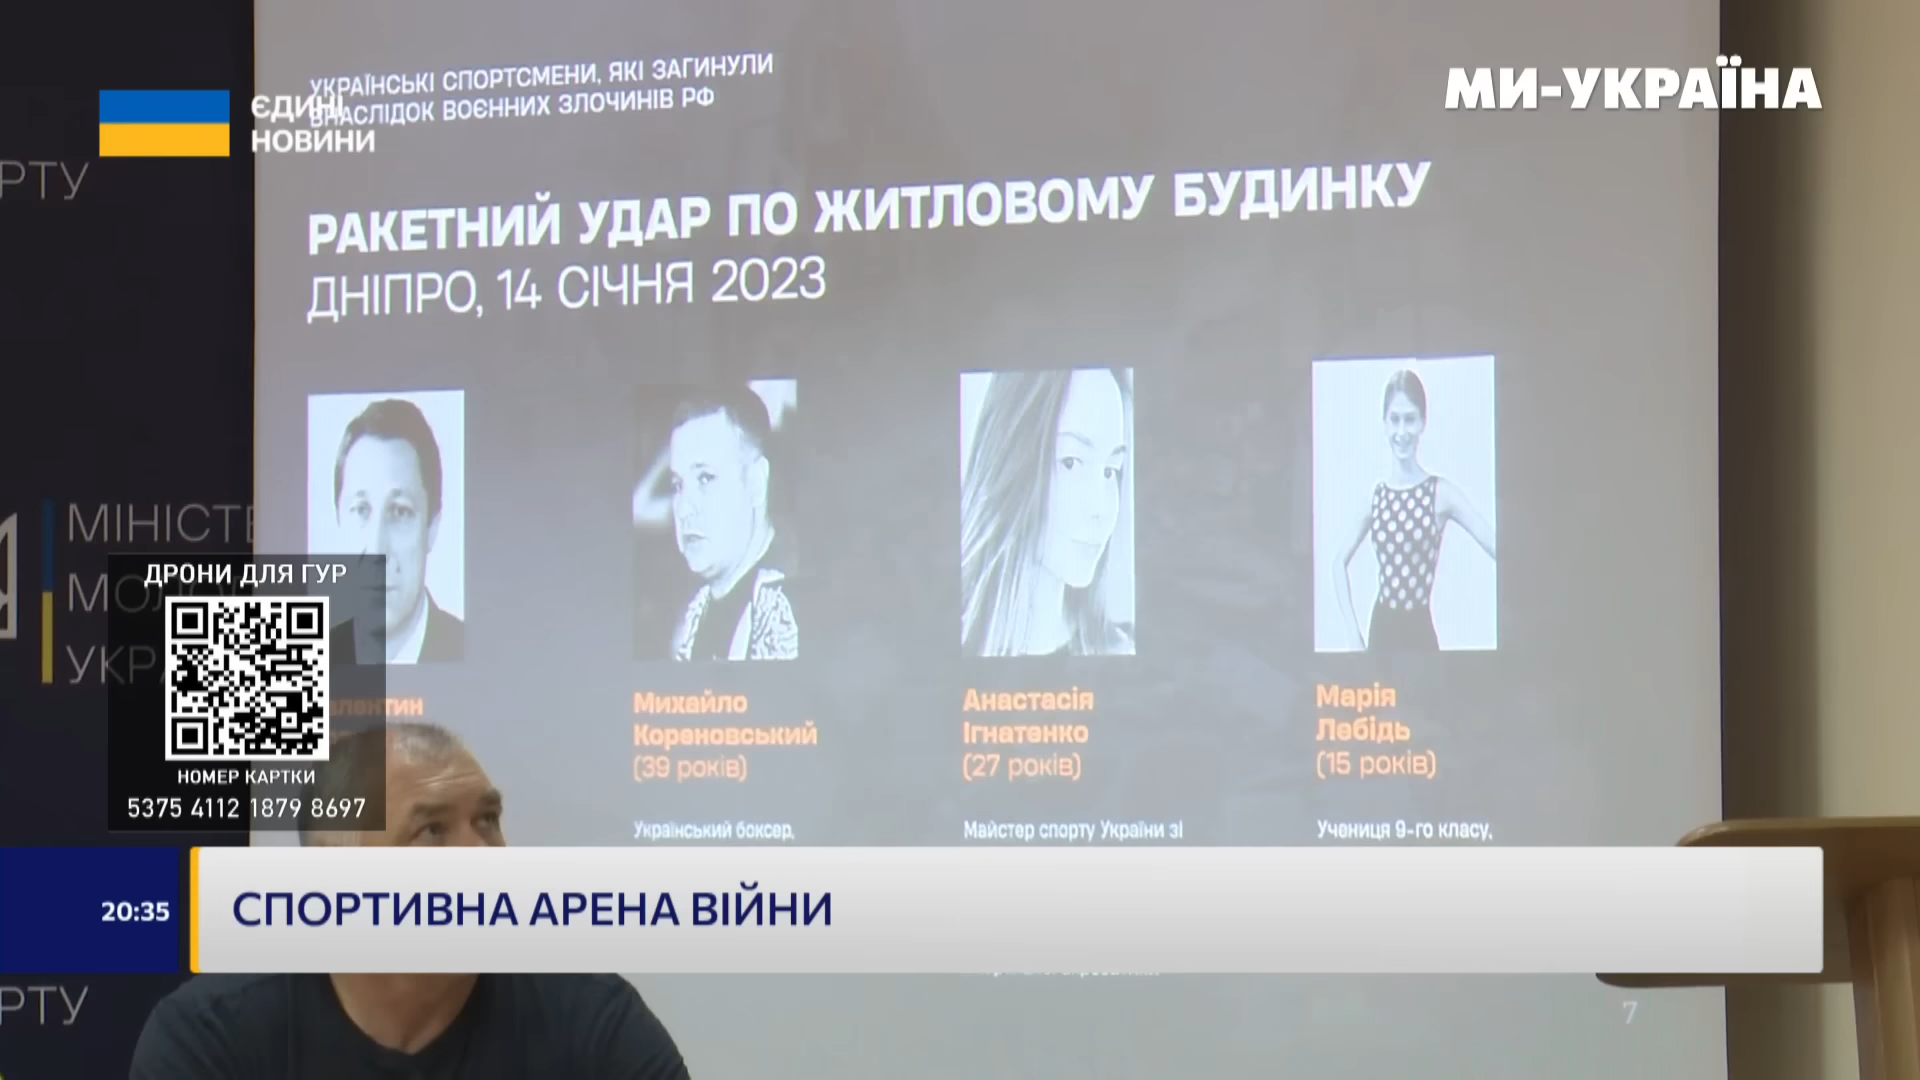 УКРАЇНСЬКІ СПОРТСМЕНИ, ЯКІ ЗАГИНУЛИ
ВНАСЛІДОК ВОЄННИХ ЗЛОЧИНІВ РФ
ЄДИНІ
НОВИНИ
МИ-УКРАЇНА
РТУ
РАКЕТНИЙ УДАР ПО ЖИТЛОВОМУ БУДИНКУ
ДНІПРО, 14 СІЧНЯ 2023
МІНІСТЕ
МОЛО
УКРА
ДРОНИ ДЛЯ ГУР
НОМЕР КАРТКИ
5375 4112 1879 8697
Михайло
Кореновський
(39 років)
Український боксер,
Анастасія
Ігнатенко
(27 років)
Майстер спорту України зі
Марія
Лебідь
(15 років)
Учениця 9-го класу,
20:35
СПОРТИВНА АРЕНА ВІЙНИ
РТУ
7